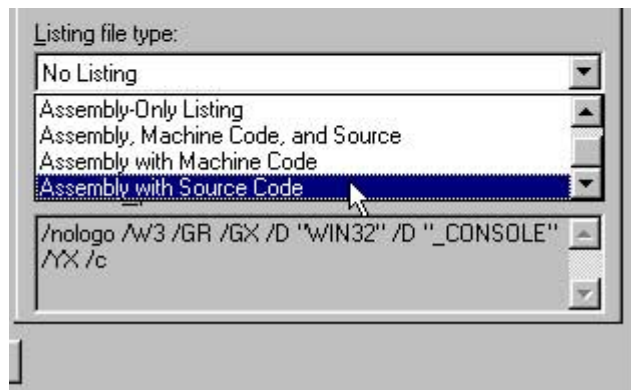 Listing file type:
No Listing
Assembly-Only Listing
Assembly, Machine Code, and Source
Assembly with Machine Code
Assembly with Source Code
/nologo /W3 /GR /GX /D "WIN32" /D "_CONSOLE"
/YX /c